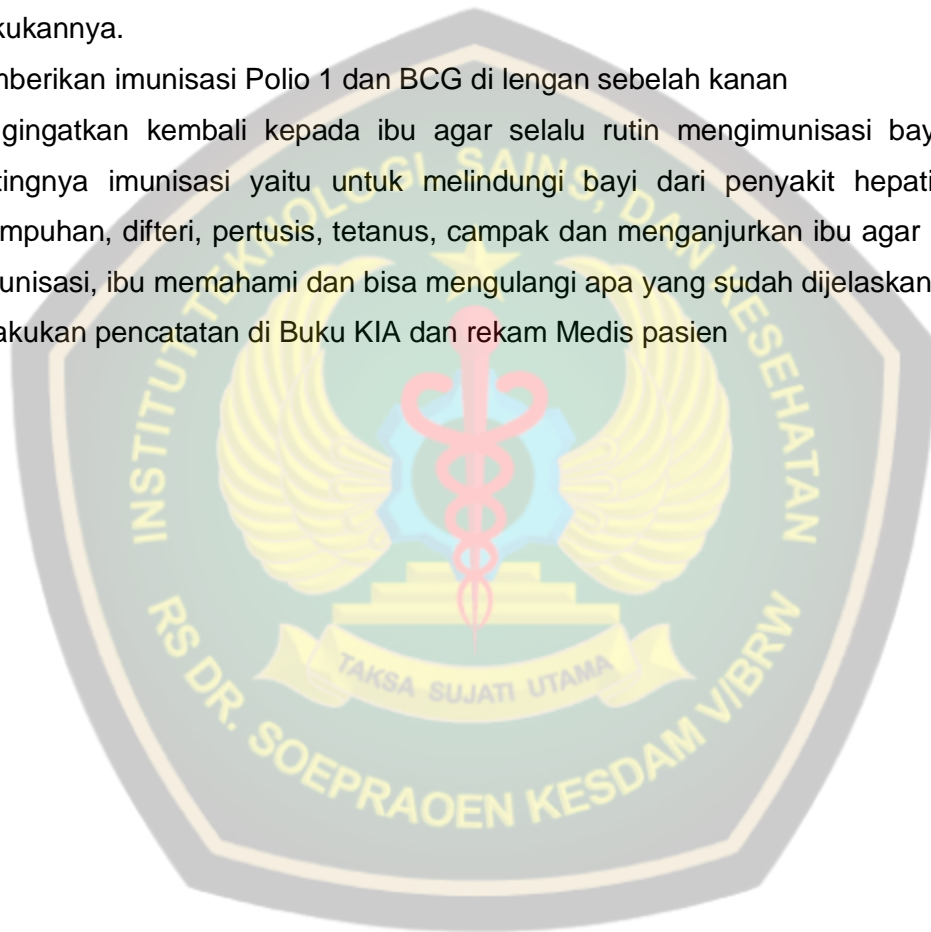 kukannya.
mberikan imunisasi Polio 1 dan BCG di lengan sebelah kanan
gingatkan kembali kepada ibu agar selalu rutin mengimunisasi bay
tingnya imunisasi yaitu untuk melindungi bayi dari penyakit hepati
mpuhan, difteri, pertusis, tetanus, campak dan menganjurkan ibu agar
unisasi, ibu memahami dan bisa mengulangi apa yang sudah dijelaskan
akukan pencatatan di Buku KIA dan rekam Medis pasien
INSTITUT TEKNOLOGI, SAINS, DAN KESEHATAN
TAKSA SUJATI UTAMA
RS DR. SOEPRAOEN KESDAM V/BRW